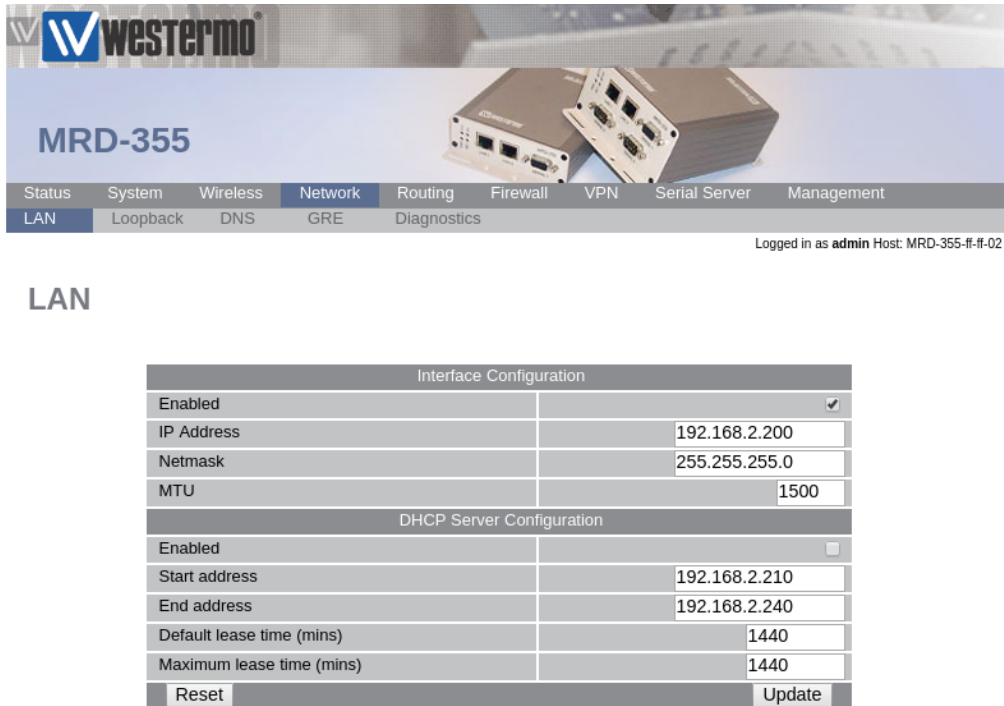 westermo
MRD-355
Status System Wireless Network Routing Firewall VPN Serial Server Management
LAN Loopback DNS GRE Diagnostics
Logged in as admin Host: MRD-355-ff-ff-02
LAN
Interface Configuration
Enabled
IP Address 192.168.2.200
Netmask 255.255.255.0
MTU 1500
DHCP Server Configuration
Enabled
Start address 192.168.2.210
End address 192.168.2.240
Default lease time (mins) 1440
Maximum lease time (mins) 1440
Reset Update